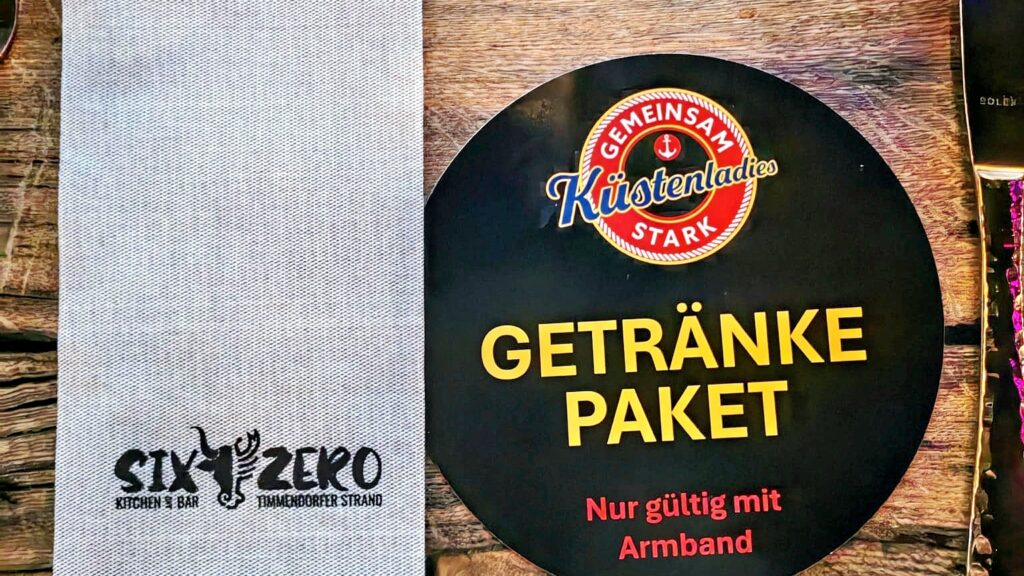 SIX ZERO
KITCHEN & BAR TIMMENDORFER STRAND
GEMEINSAM
Küstenladies
STARK
GETRÄNKE
PAKET
Nur gültig mit
Armband